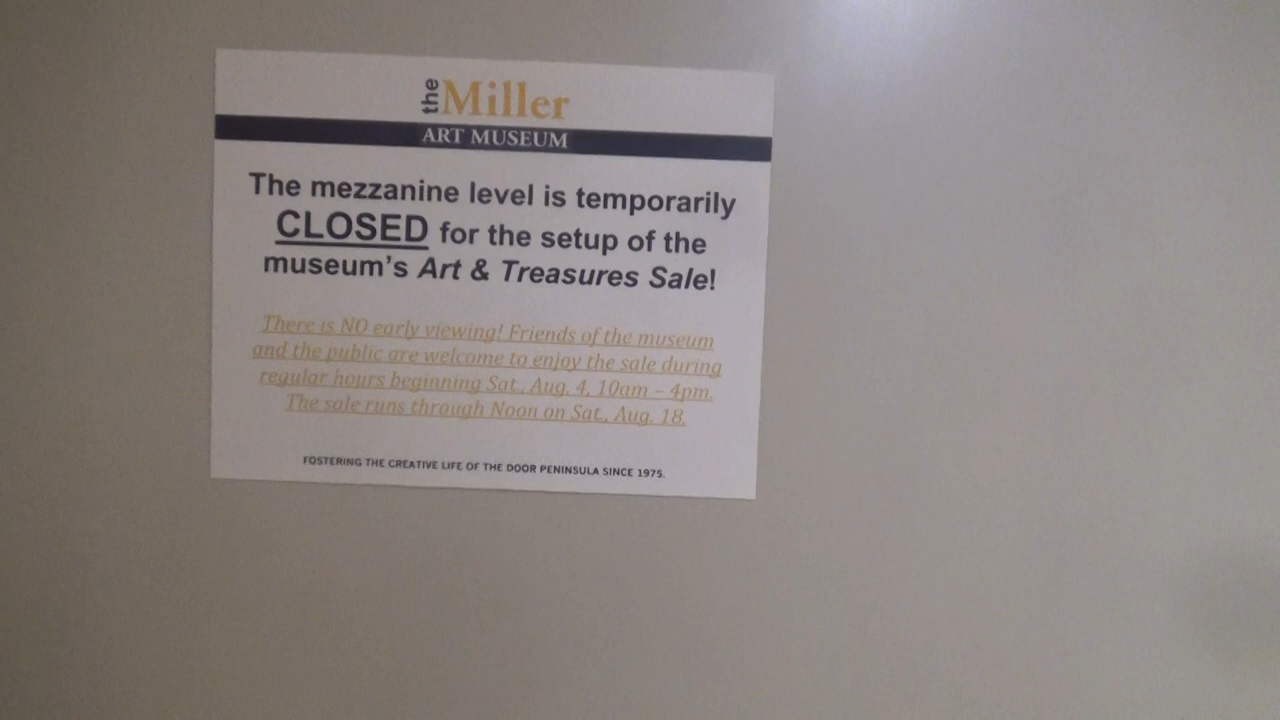 the Miller
ART MUSEUM
The mezzanine level is temporarily
CLOSED for the setup of the
museum's Art & Treasures Sale!
There is NO early viewing! Friends of the museum
and the public are welcome to enjoy the sale during
regular hours beginning Sat., Aug. 4, 10am – 4pm.
The sale runs through Noon on Sat., Aug. 18.
FOSTERING THE CREATIVE LIFE OF THE DOOR PENINSULA SINCE 1975.